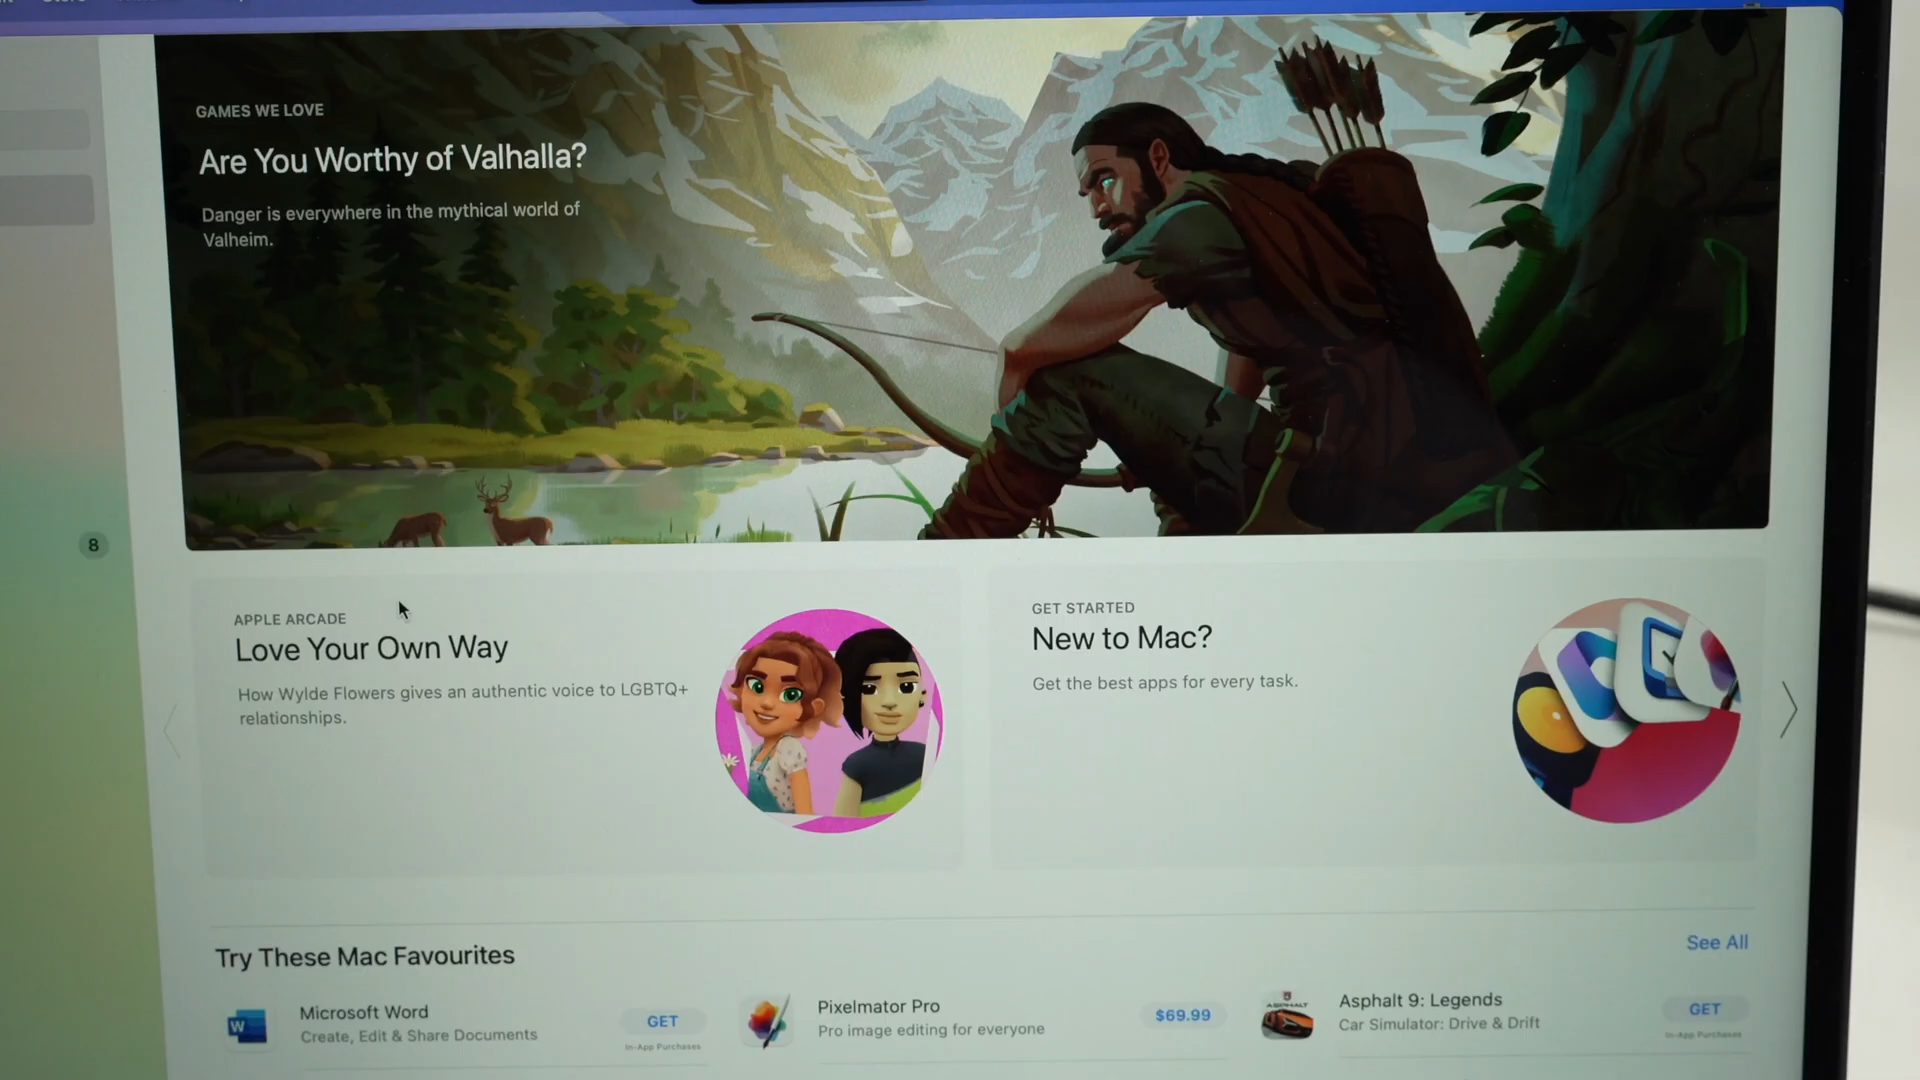 GAMES WE LOVE
Are You Worthy of Valhalla?
Danger is everywhere in the mythical world of
Valheim.
8
APPLE ARCADE
Love Your Own Way
How Wylde Flowers gives an authentic voice to LGBTQ+
relationships.
GET STARTED
New to Mac?
Get the best apps for every task.
Try These Mac Favourites
See All
Microsoft Word
Create, Edit & Share Documents
GET
In-App Purchases
W
Pixelmator Pro
Pro image editing for everyone
$69.99
ASPHALT
Asphalt 9: Legends
Car Simulator: Drive & Drift
GET
In-App Purchases